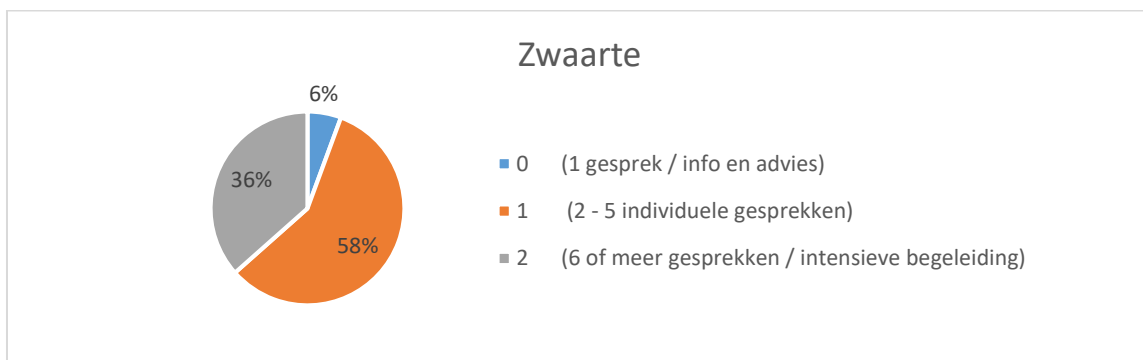 Zwaarte
6%
36%
58%
0 (1 gesprek / info en advies)
1 (2 - 5 individuele gesprekken)
2 (6 of meer gesprekken / intensieve begeleiding)